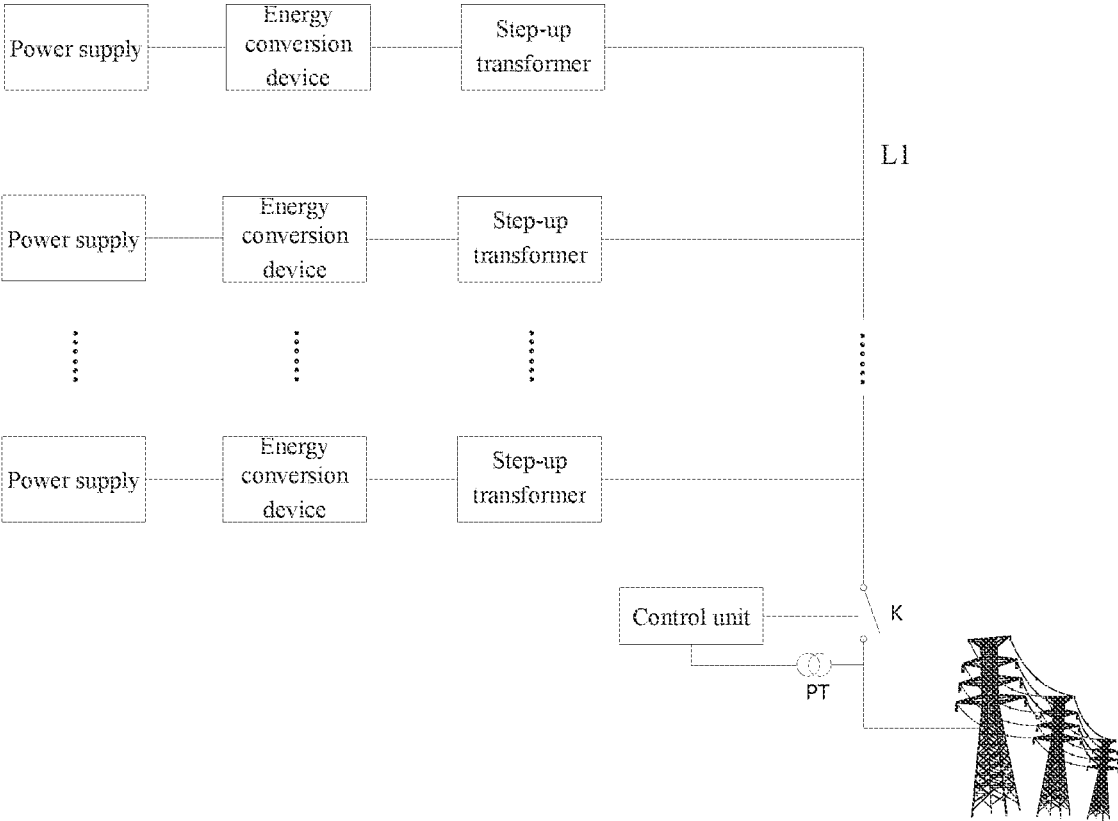 Power supply
Energy
conversion
device
Step-up
transformer
L1
Power supply
Energy
conversion
device
Step-up
transformer
Power supply
Energy
conversion
device
Step-up
transformer
Control unit
K
PT